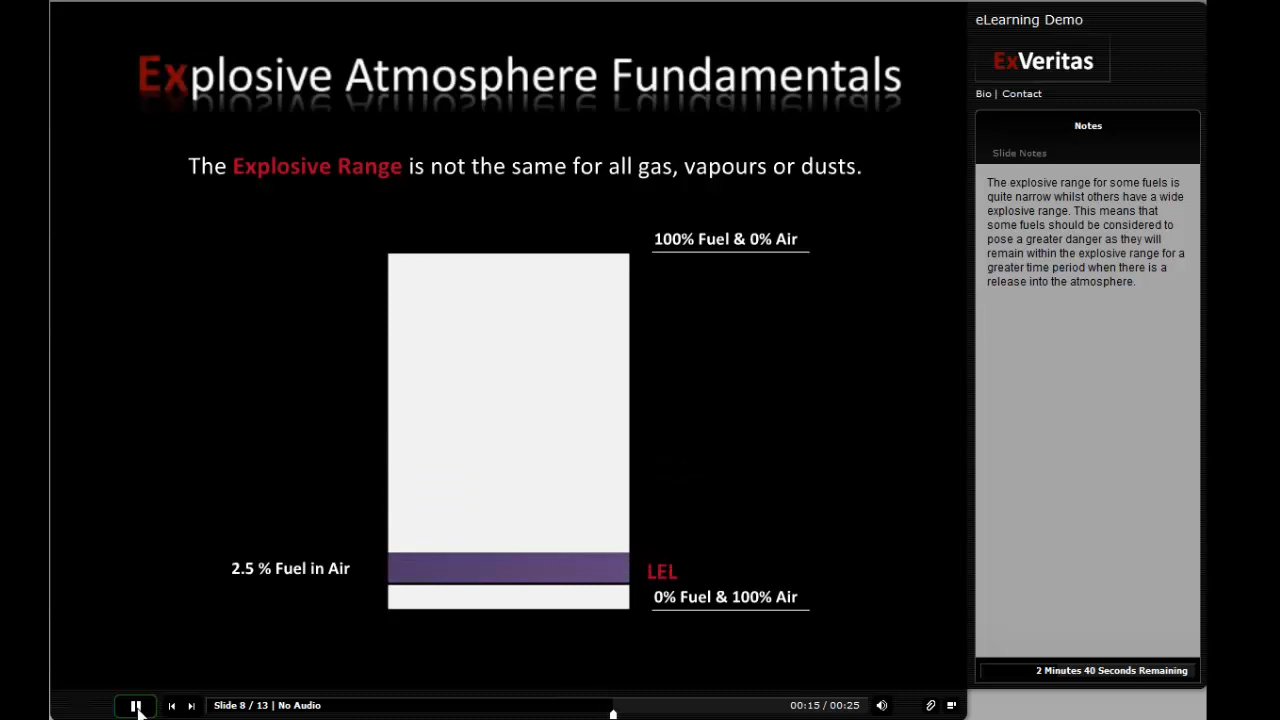 eLearning Demo
ExVeritas
Bio | Contact
Explosive Atmosphere Fundamentals
The Explosive Range is not the same for all gas, vapours or dusts.
100% Fuel & 0% Air
2.5 % Fuel in Air
LEL
0% Fuel & 100% Air
Notes
Slide Notes
The explosive range for some fuels is
quite narrow whilst others have a wide
explosive range. This means that
some fuels should be considered to
pose a greater danger as they will
remain within the explosive range for a
greater time period when there is a
release into the atmosphere.
2 Minutes 40 Seconds Remaining
Slide 8 / 13 | No Audio
00:15 / 00:25